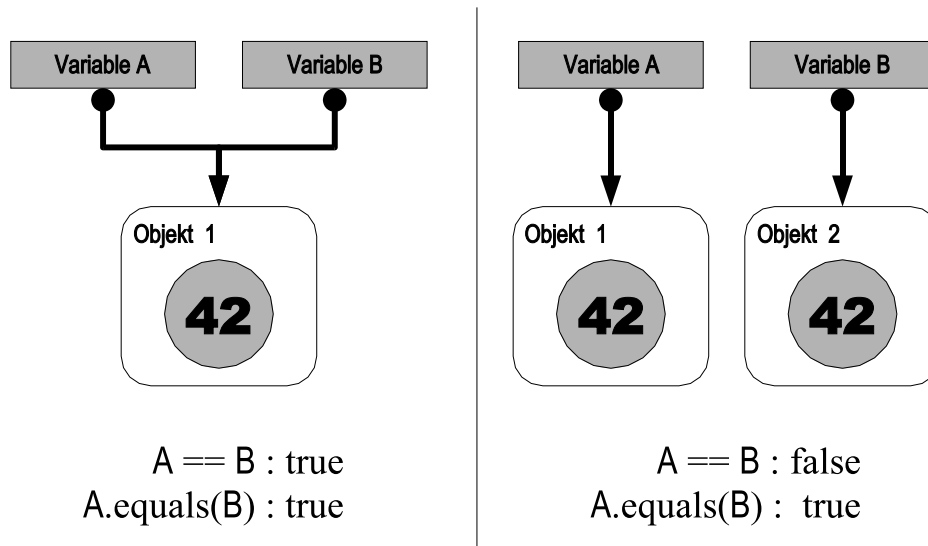 Variable A
Variable B
Objekt 1
42
A == B : true
A.equals(B) : true
Variable A
Variable B
Objekt 1
Objekt 2
42
42
A == B : false
A.equals(B) : true